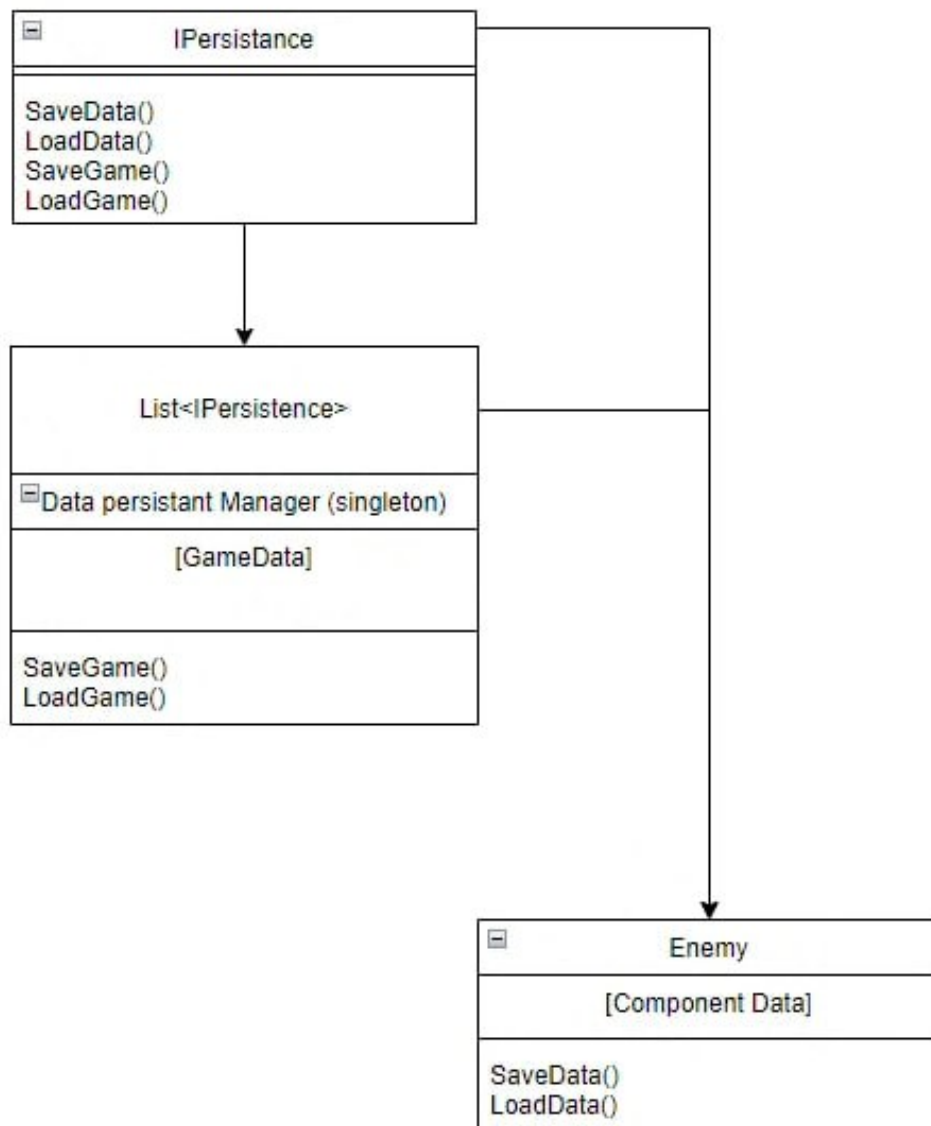 IPersistance
SaveData()
LoadData()
SaveGame()
LoadGame()
List<IPersistence>
Data persistant Manager (singleton)
[GameData]
SaveGame()
LoadGame()
Enemy
[Component Data]
SaveData()
LoadData()